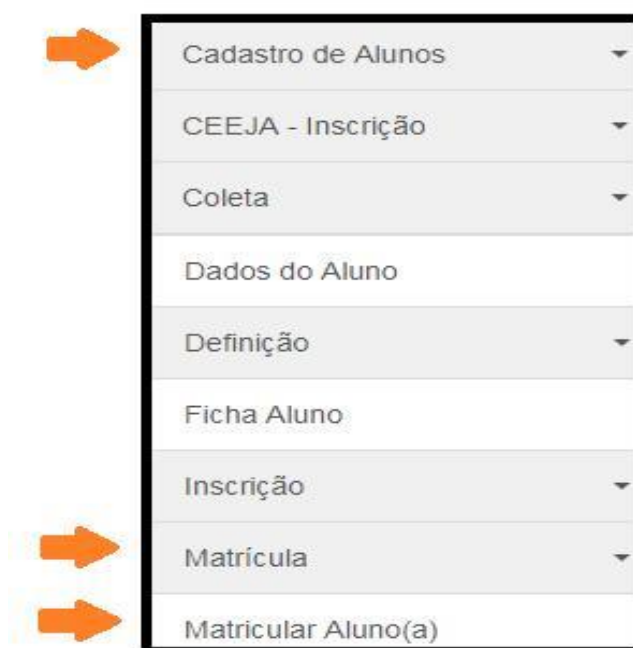 Cadastro de Alunos
CEEJA - Inscrição
Coleta
Dados do Aluno
Definição
Ficha Aluno
Inscrição
Matrícula
Matricular Aluno(a)